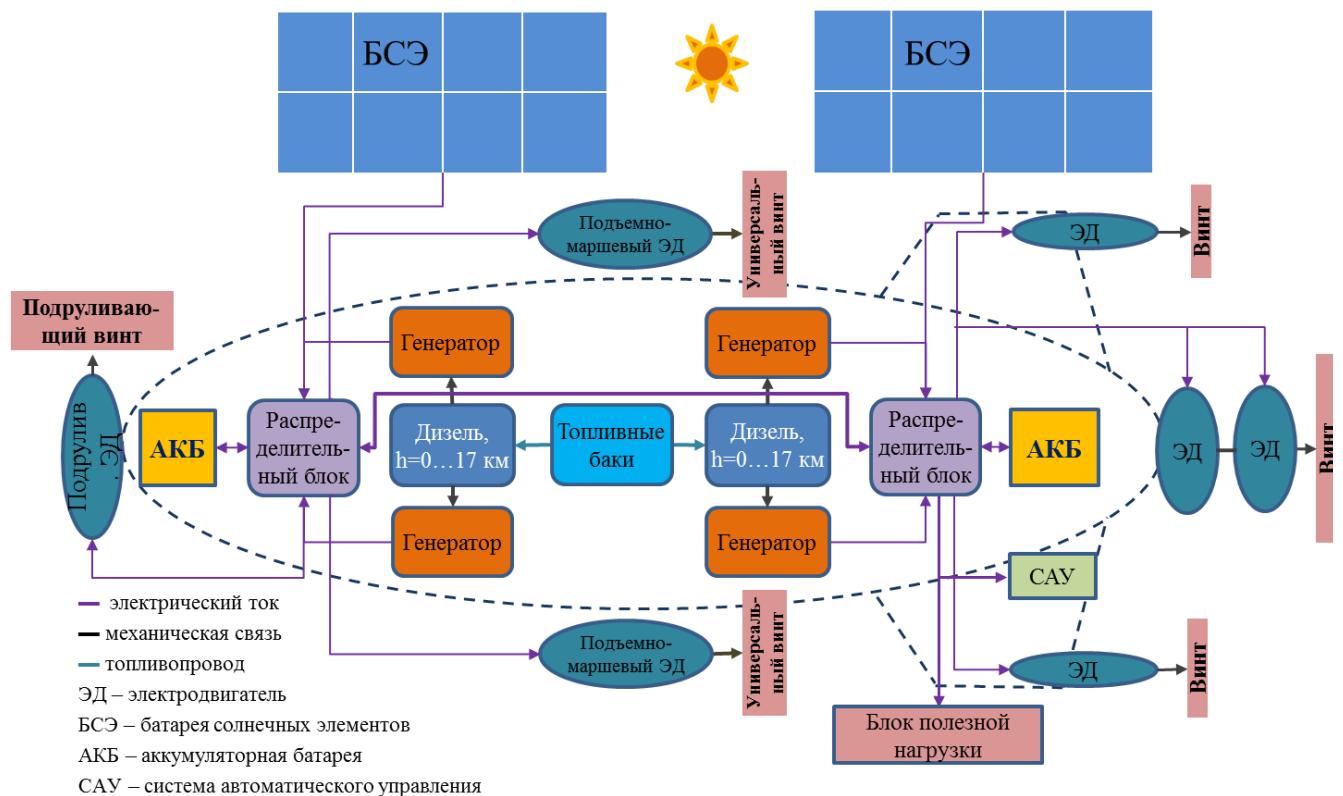 БСЭ
БСЭ
Подъемно-
маршевый ЭД
Универсаль-
ный винт
ЭД
Винт
Подруливаю-
щий винт
Генератор
Генератор
Подрулив
ЭД.
АКБ
Распре-
делитель-
ный блок
Дизель,
h=0…17 км
Топливные
баки
Дизель,
h=0…17 км
Распре-
делитель-
ный блок
АКБ
ЭД
ЭД
Винт
Генератор
Генератор
САУ
Подъемно-
маршевый ЭД
Универсаль-
ный винт
ЭД
Винт
Блок полезной
нагрузки
электрический ток
механическая связь
топливопровод
ЭД – электродвигатель
БСЭ – батарея солнечных элементов
АКБ – аккумуляторная батарея
САУ – система автоматического управления